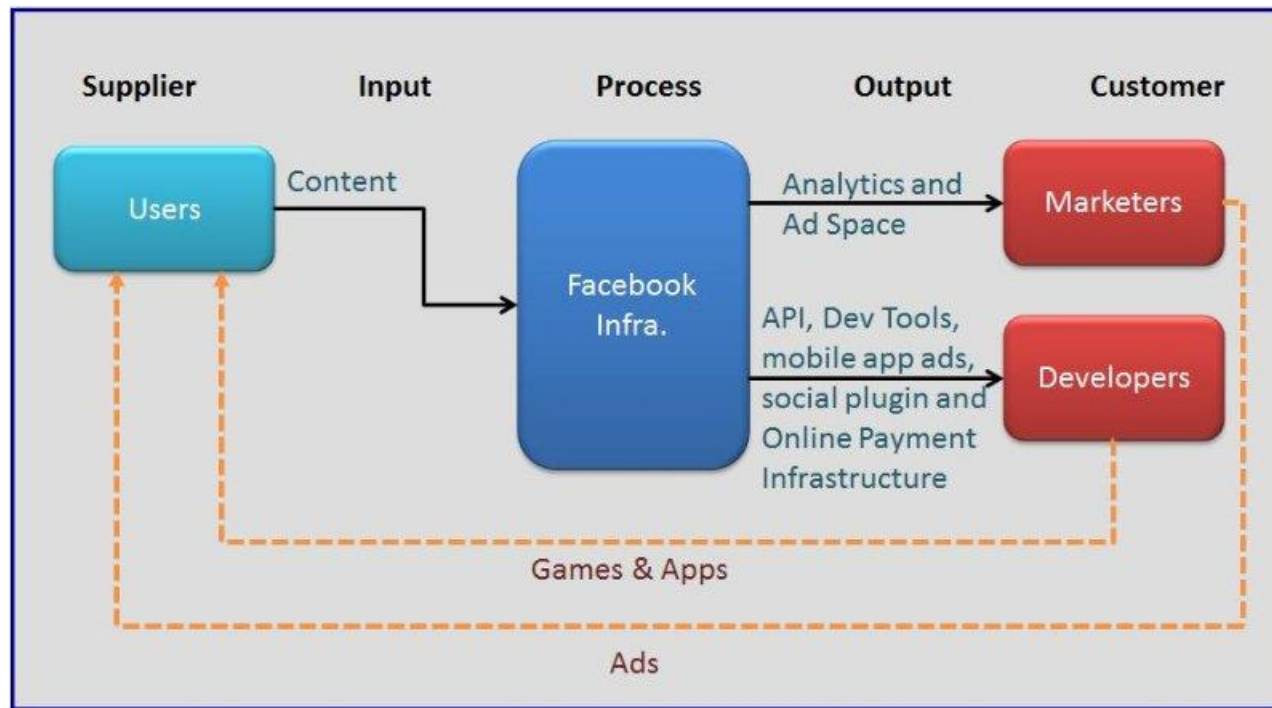 Supplier
Input
Process
Output
Customer
Users
Content
Facebook
Infra.
Analytics and
Ad Space
Marketers
API, Dev Tools,
mobile app ads,
social plugin and
Online Payment
Infrastructure
Developers
Games & Apps
Ads